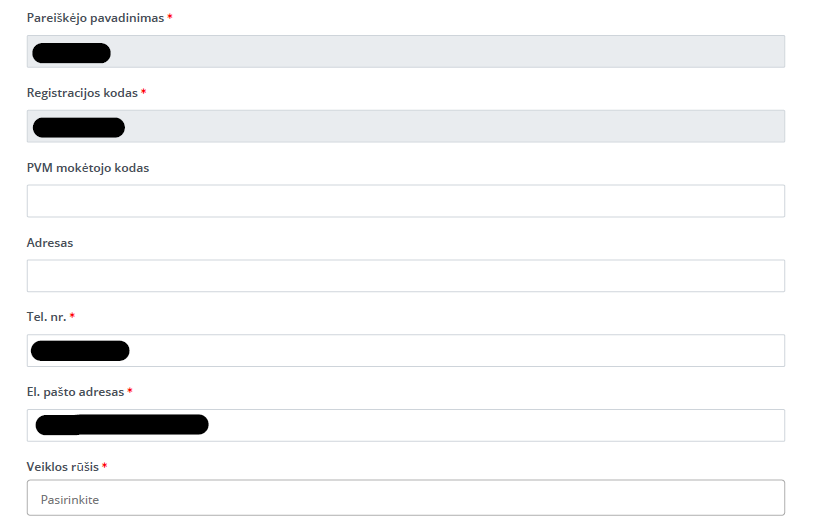 Pareiškėjo pavadinimas *
Registracijos kodas *
PVM mokėtojo kodas
Adresas
Tel. nr. *
El. pašto adresas *
Veiklos rūšis *
Pasirinkite